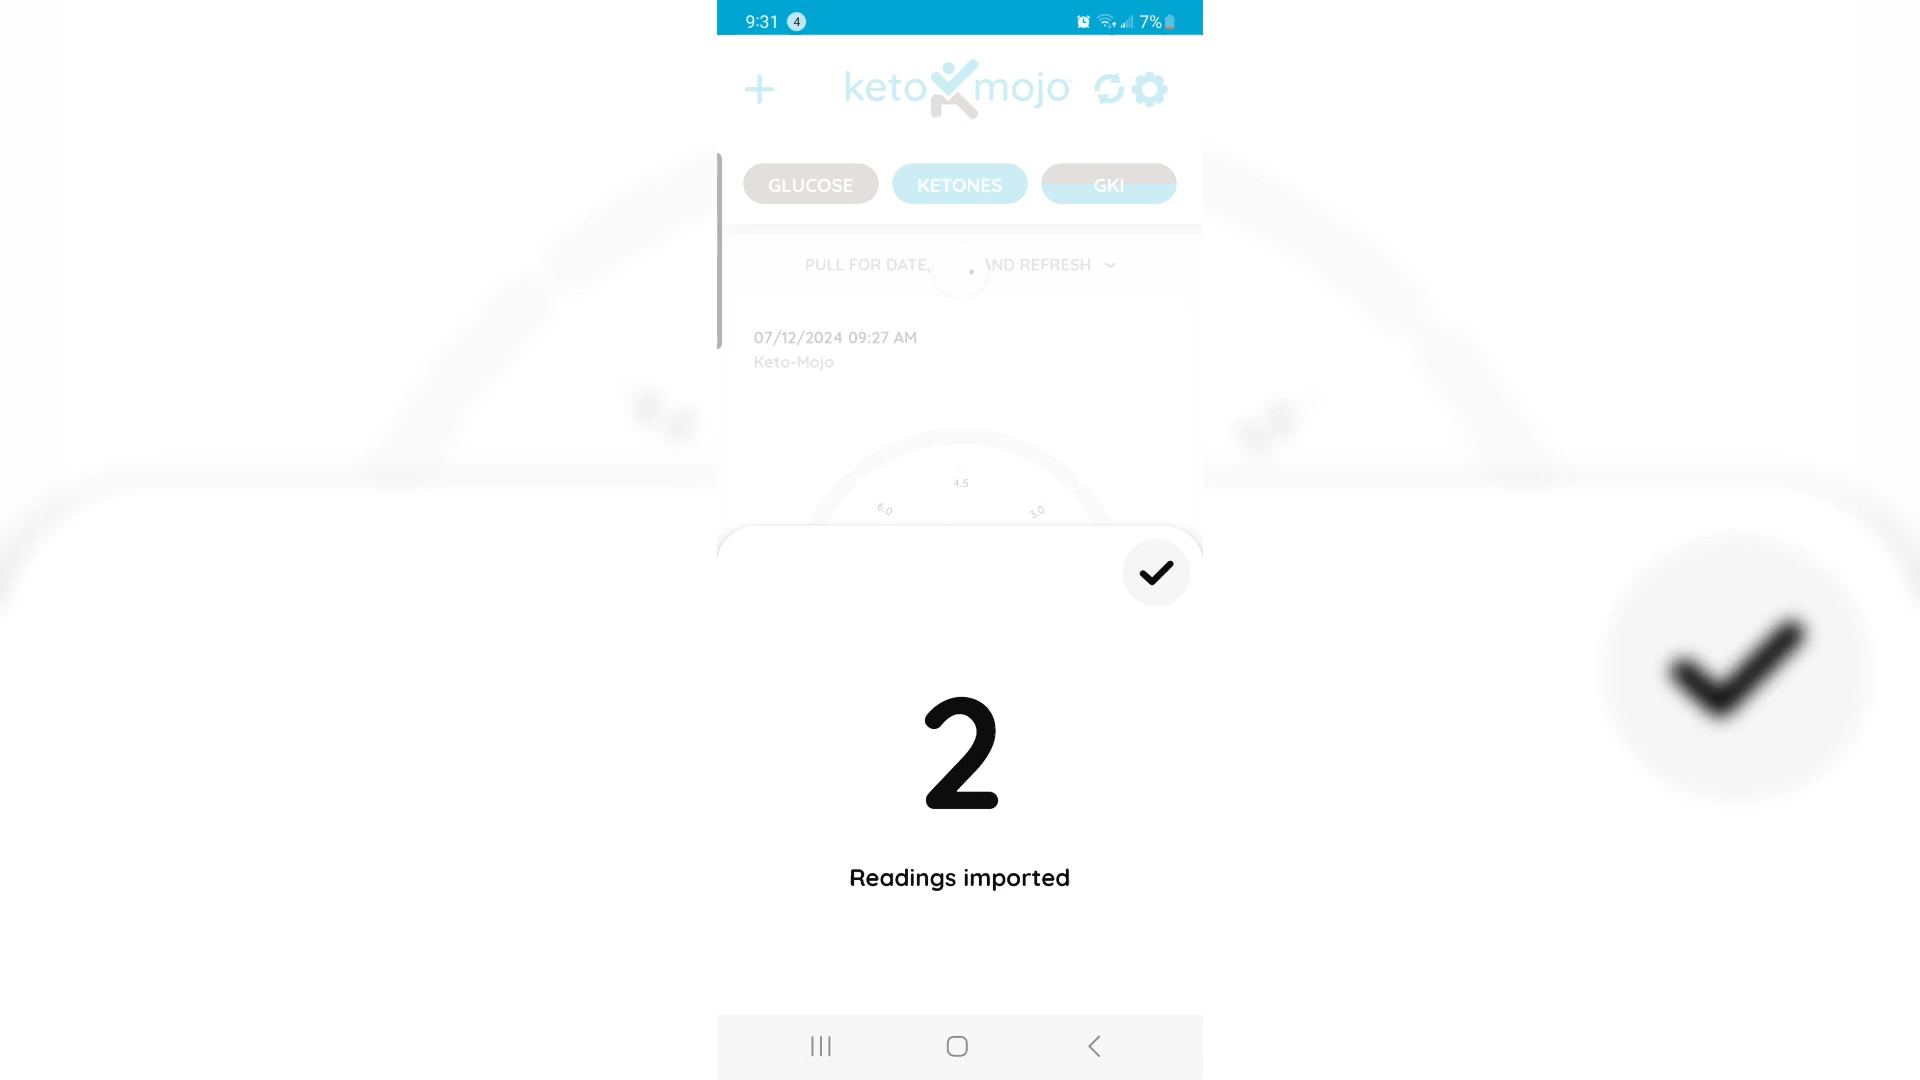 9:31 4 7%
keto mojo
GLUCOSE KETONES GKI
PULL FOR DATE, AND REFRESH
07/12/2024 09:27 AM
Keto-Mojo
4.5
6.0 3.0
2
Readings imported